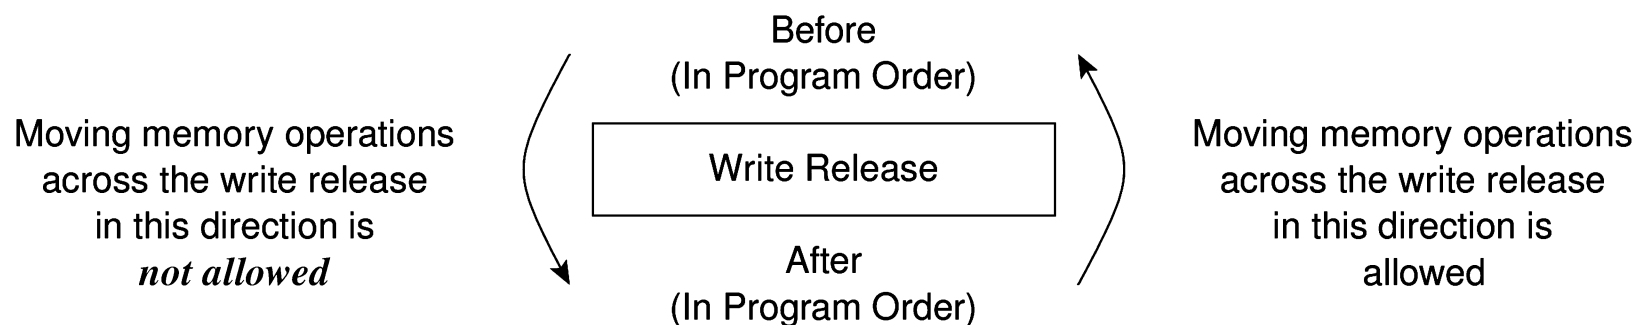 Before
(In Program Order)
Moving memory operations
across the write release
in this direction is
not allowed
Write Release
Moving memory operations
across the write release
in this direction is
allowed
After
(In Program Order)